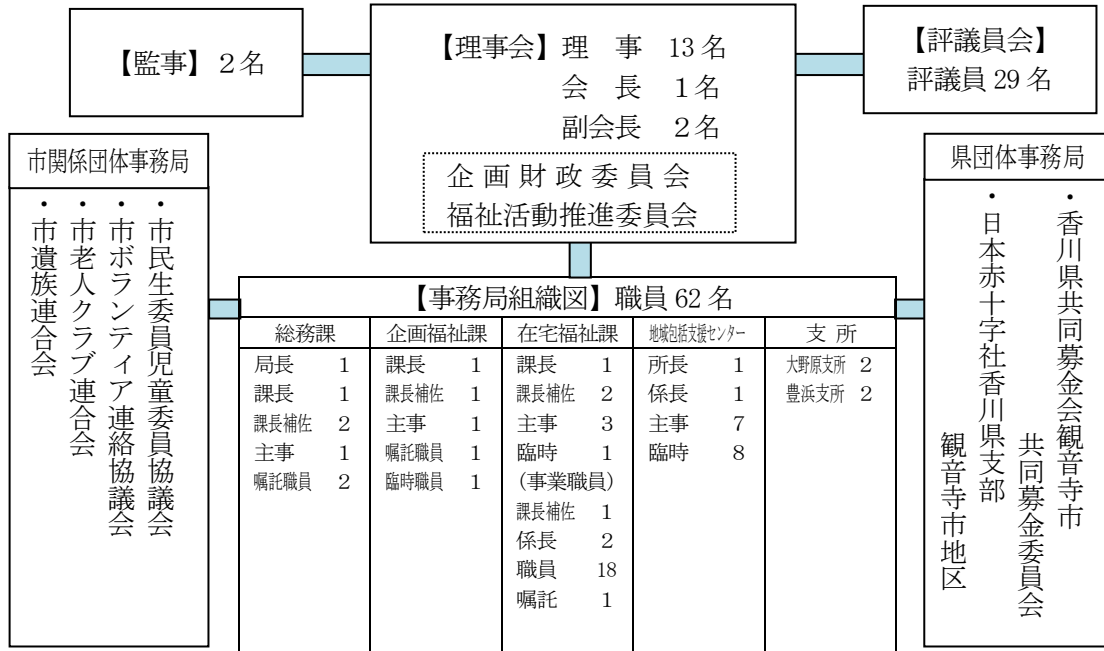 【監事】２名
【理事会】理　事　13名
会　長　１名
副会長　２名
企画財政委員会
福祉活動推進委員会
【評議員会】
評議員29名
市関係団体事務局
・市民生委員児童委員協議会
・市ボランティア連絡協議会
・市老人クラブ連合会
・市遺族連合会
【事務局組織図】職員62名
総務課
局長　1
課長　1
課長補佐　2
主事　1
嘱託職員　2
企画福祉課
課長　1
課長補佐　1
主事　1
嘱託職員　1
臨時職員　1
在宅福祉課
課長　1
課長補佐　2
主事　3
臨時　1
(事業職員)
課長補佐　1
係長　2
職員　18
嘱託　1
地域包括支援センター
所長　1
係長　1
主事　7
臨時　8
支所
大野原支所　2
豊浜支所　2
県団体事務局
・香川県共同募金会観音寺市
共同募金委員会
・日本赤十字社香川県支部
観音寺市地区